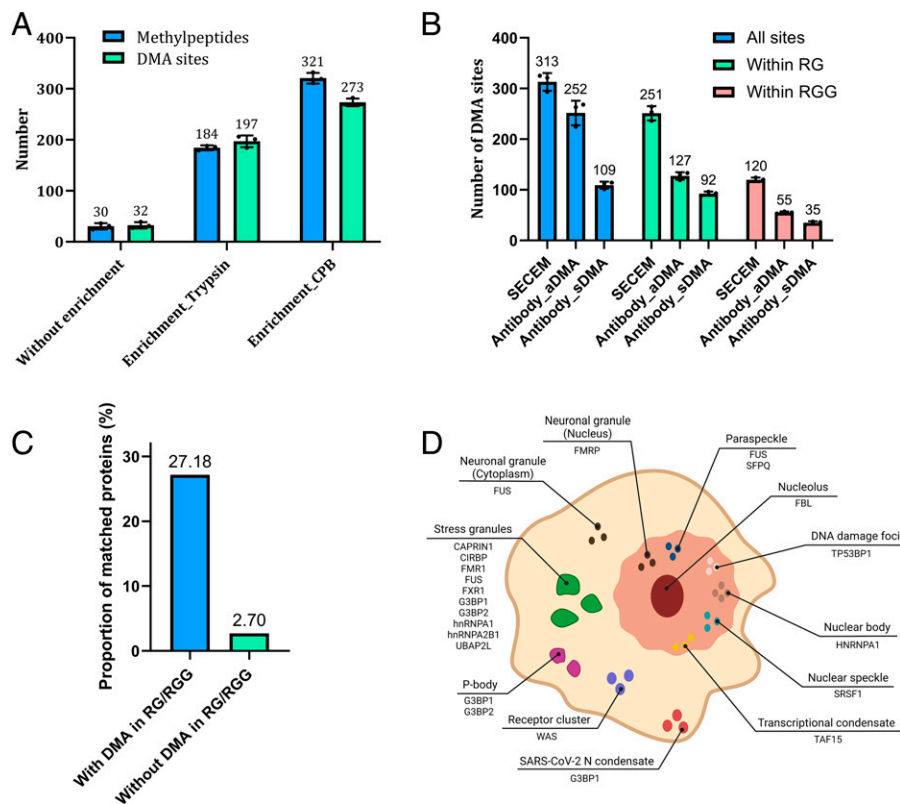 A
Methylpeptides
DMA sites
Number
400
300
200
100
0
30
32
184
197
321
273
Without enrichment
Enrichment_Trypsin
Enrichment_CPB
B
All sites
Within RG
Within RGG
Number of DMA sites
400
300
200
100
0
313
252
109
251
127
92
120
55
35
SECEM
Antibody_aDMA
Antibody_sDMA
SECEM
Antibody_aDMA
Antibody_sDMA
SECEM
Antibody_aDMA
Antibody_sDMA
C
Proportion of matched proteins (%)
30
20
10
0
27.18
2.70
With DMA in RG/RGG
Without DMA in RG/RGG
D
Neuronal granule
(Nucleus)
FMRP
Neuronal granule
(Cytoplasm)
FUS
Stress granules
CAPRIN1
CIRBP
FMR1
FUS
FXR1
G3BP1
G3BP2
hnRNPA1
hnRNPA2B1
UBAP2L
P-body
G3BP1
G3BP2
Receptor cluster
WAS
SARS-CoV-2 N condensate
G3BP1
Paraspeckle
FUS
SFPQ
Nucleolus
FBL
DNA damage foci
TP53BP1
Nuclear body
HNRNPA1
Nuclear speckle
SRSF1
Transcriptional condensate
TAF15